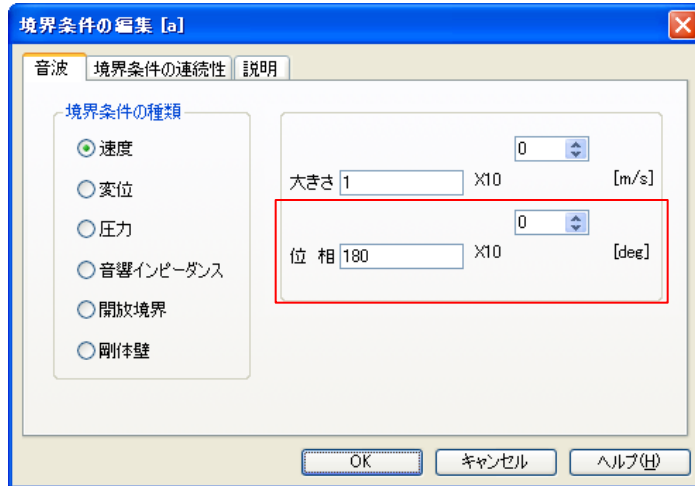 境界条件の編集 [a]
音波 境界条件の連続性 説明
境界条件の種類
速度
変位
圧力
音響インピーダンス
開放境界
剛体壁
0
大きさ 1 X10 [m/s]
0
位 相 180 X10 [deg]
OK キャンセル ヘルプ(H)